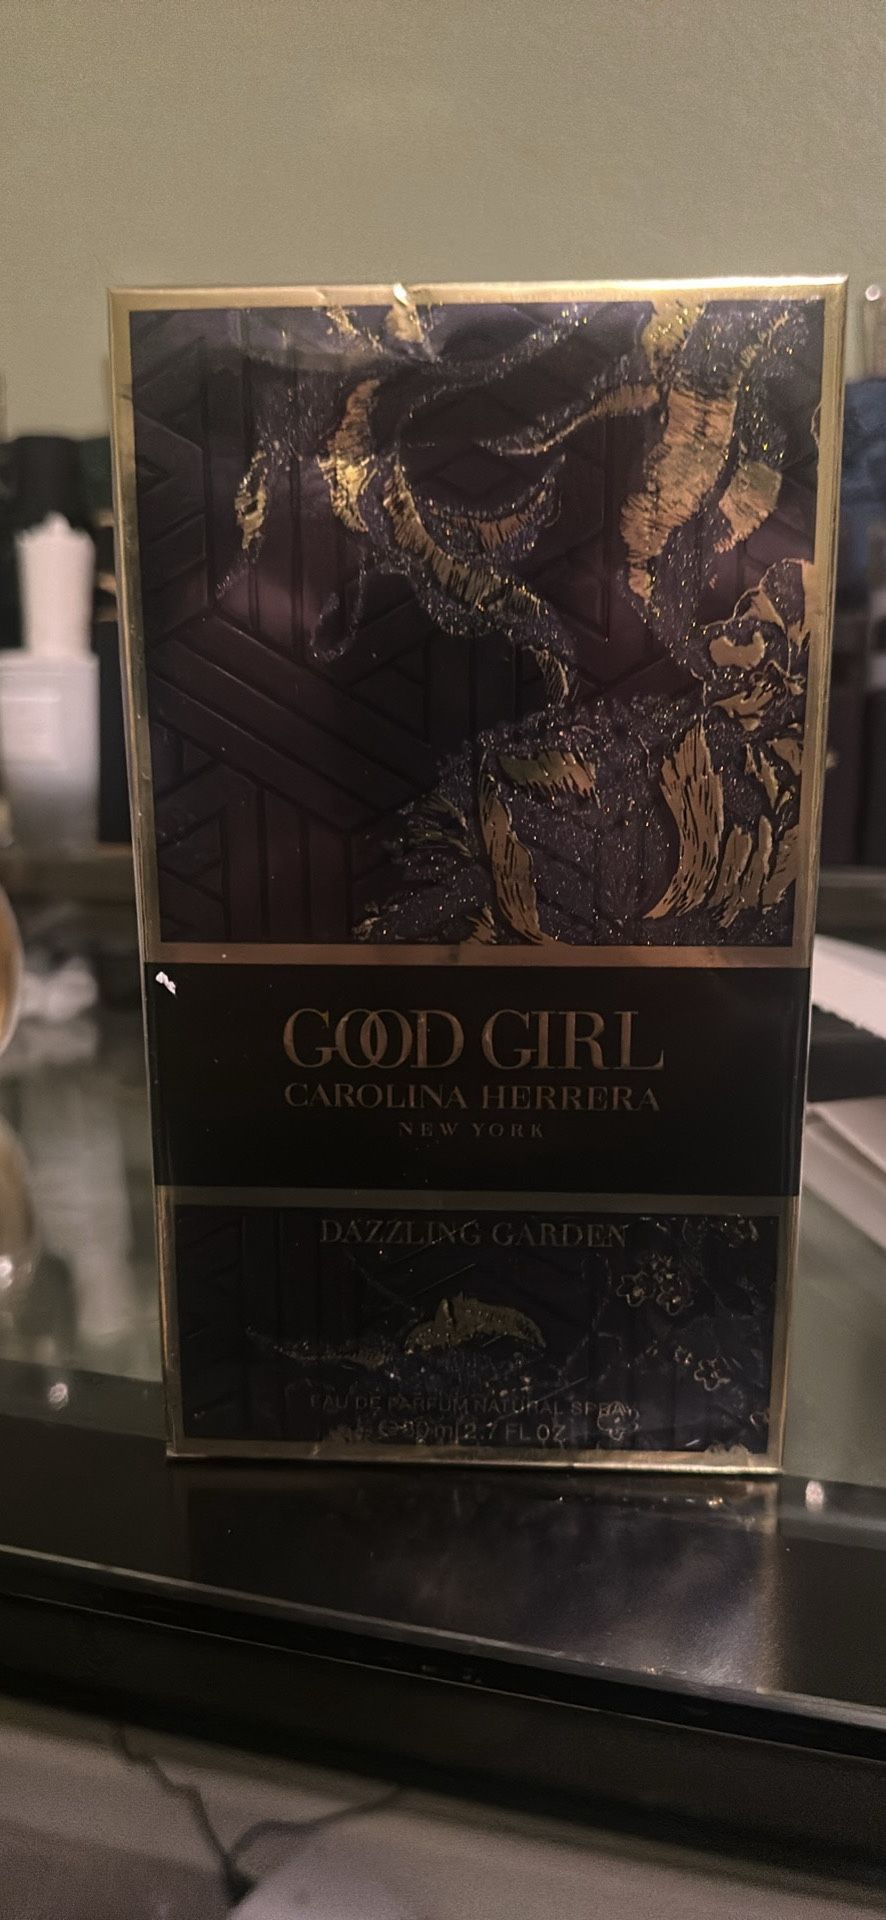 GOOD GIRL
CAROLINA HERRERA
NEW YORK
DAZZLING GARDEN
EAU DE PARFUM NATURAL SPRAY
2.7 FL OZ